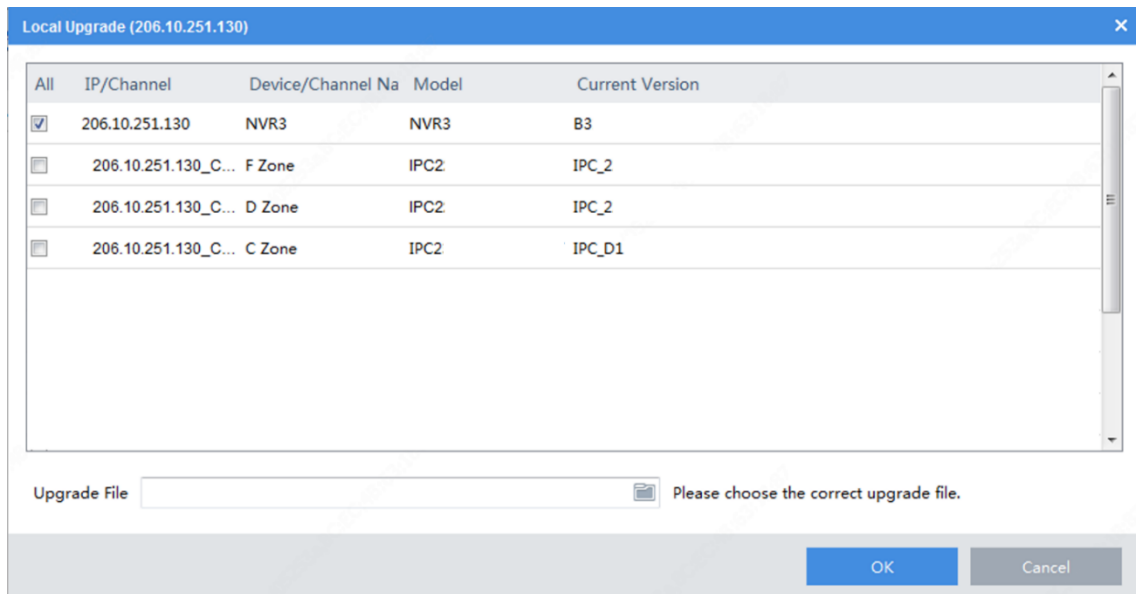 Local Upgrade (206.10.251.130)
All IP/Channel Device/Channel Na Model Current Version
206.10.251.130 NVR3 NVR3 B3
206.10.251.130_C... F Zone IPC2 IPC_2
206.10.251.130_C... D Zone IPC2 IPC_2
206.10.251.130_C... C Zone IPC2 IPC_D1
Upgrade File Please choose the correct upgrade file.
OK Cancel